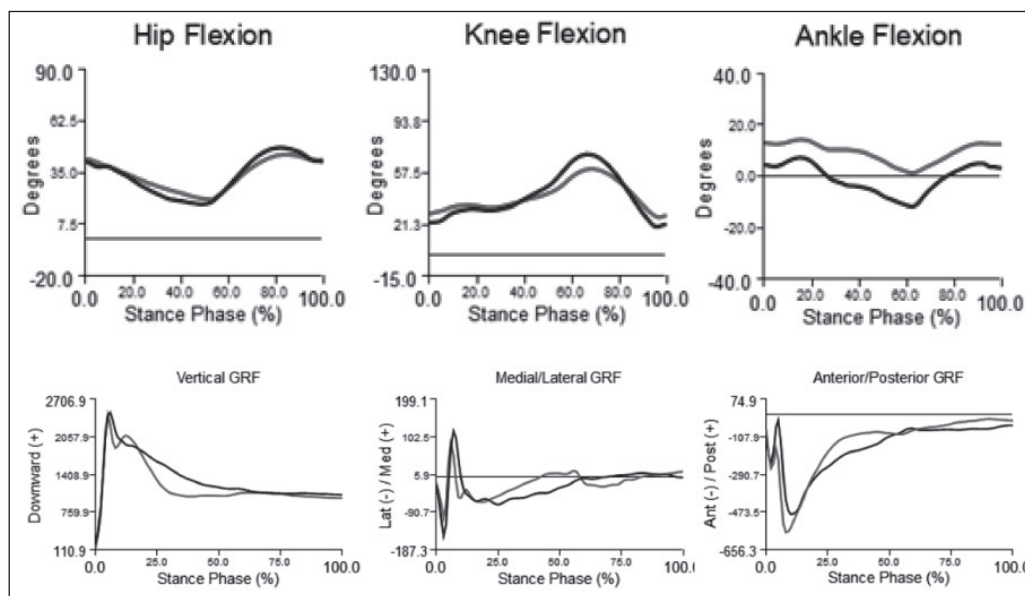 Hip Flexion
Degrees
90.0
62.5
35.0
7.5
-20.0
0.0 20.0 40.0 60.0 80.0 100.0
Stance Phase (%)
Knee Flexion
Degrees
130.0
93.8
57.5
21.3
-15.0
0.0 20.0 40.0 60.0 80.0 100.0
Stance Phase (%)
Ankle Flexion
Degrees
40.0
20.0
0.0
-20.0
-40.0
0.0 20.0 40.0 60.0 80.0 100.0
Stance Phase (%)
Vertical GRF
Downward (+)
2706.9
2057.9
1408.9
759.9
110.9
0.0 25.0 50.0 75.0 100.0
Stance Phase (%)
Medial/Lateral GRF
Lat (-) / Med (+)
199.1
102.5
5.9
-90.7
-187.3
0.0 25.0 50.0 75.0 100.0
Stance Phase (%)
Anterior/Posterior GRF
Ant (-) / Post (+)
74.9
-107.9
-290.7
-473.5
-656.3
0.0 25.0 50.0 75.0 100.0
Stance Phase (%)